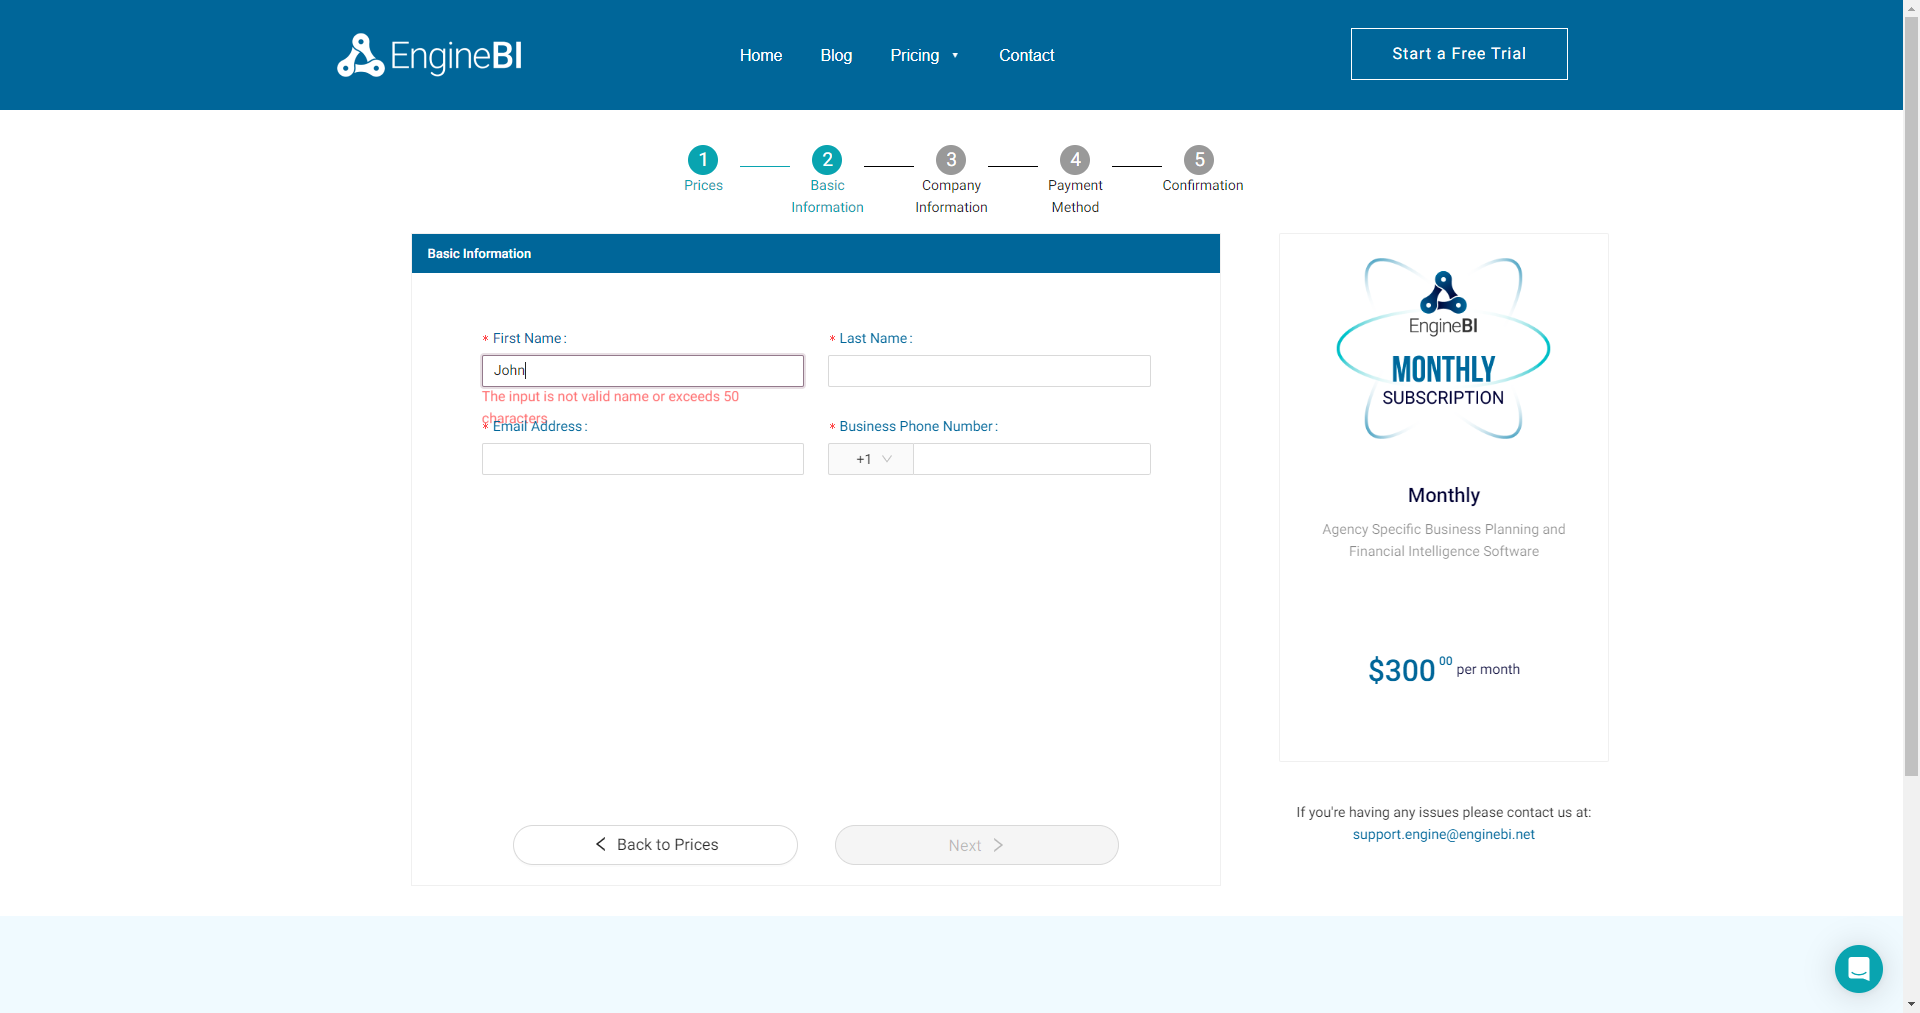 EngineBI
Home
Blog
Pricing
Contact
Start a Free Trial
1
Prices
2
Basic
Information
3
Company
Information
4
Payment
Method
5
Confirmation
Basic Information
* First Name :
John
The input is not valid name or exceeds 50
characters
* Last Name :
* Email Address :
* Business Phone Number :
+1
Back to Prices
Next
EngineBI
MONTHLY
SUBSCRIPTION
Monthly
Agency Specific Business Planning and
Financial Intelligence Software
$300 00 per month
If you're having any issues please contact us at:
support.engine@enginebi.net